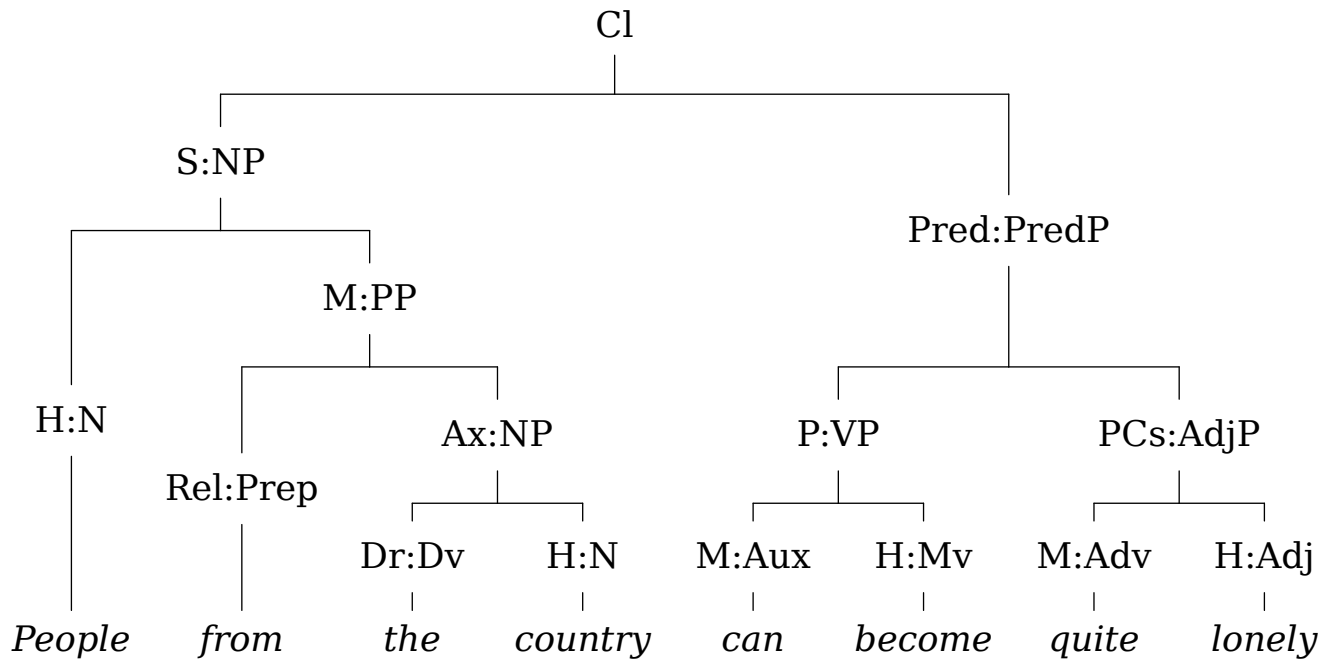 Cl
S:NP
Pred:PredP
M:PP
H:N
Ax:NP
P:VP
PCs:AdjP
Rel:Prep
Dr:Dv H:N M:Aux H:Mv M:Adv H:Adj
People from the country can become quite lonely